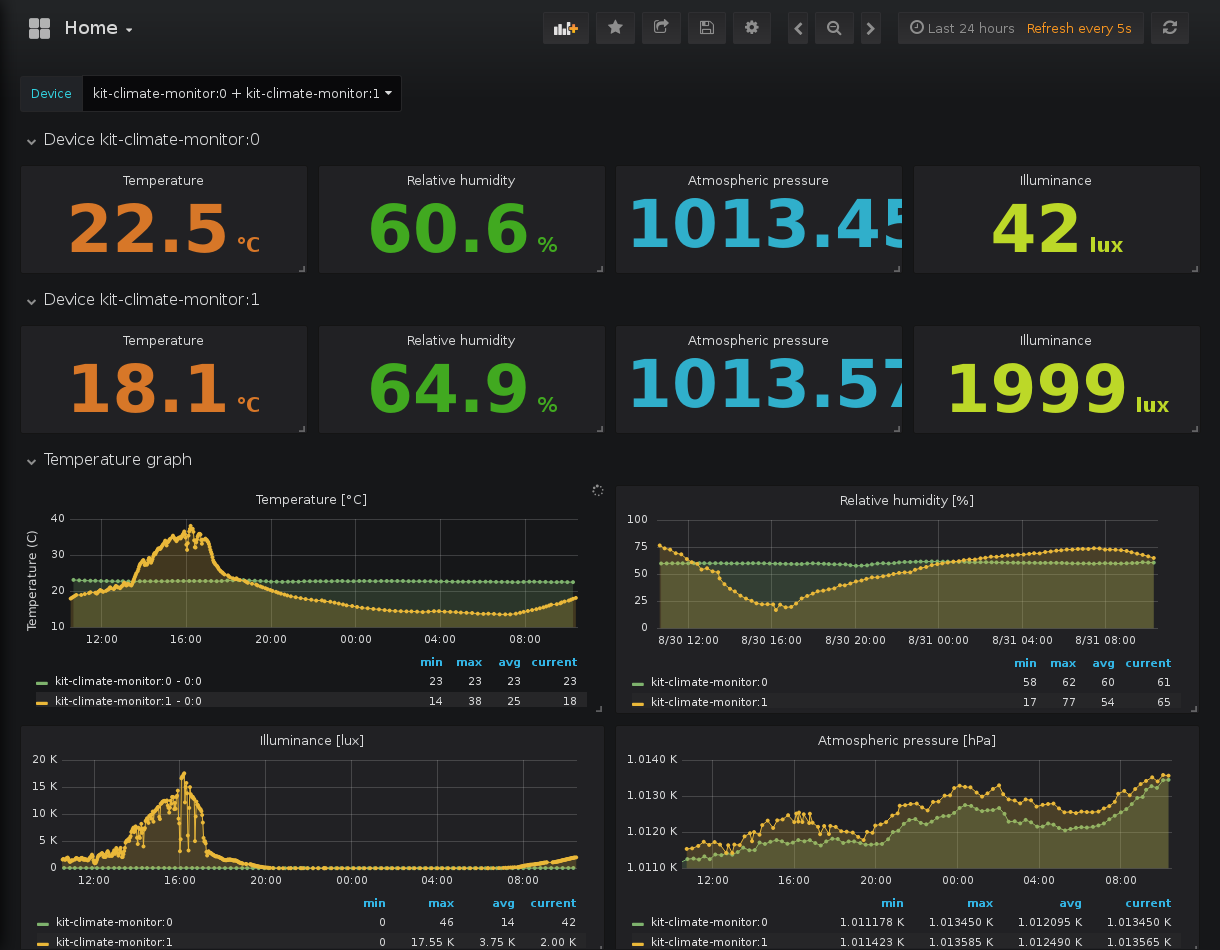 Home
Last 24 hours Refresh every 5s
Device kit-climate-monitor:0 + kit-climate-monitor:1
Device kit-climate-monitor:0
Temperature Relative humidity Atmospheric pressure Illuminance
22.5 °C 60.6 % 1013.45 42 lux
Device kit-climate-monitor:1
Temperature Relative humidity Atmospheric pressure Illuminance
18.1 °C 64.9 % 1013.57 1999 lux
Temperature graph
Temperature [°C]
Temperature (C)
40
30
20
10
12:00 16:00 20:00 00:00 04:00 08:00
min max avg current
kit-climate-monitor:0 - 0:0 23 23 23 23
kit-climate-monitor:1 - 0:0 14 38 25 18
Relative humidity [%]
100
75
50
25
0
8/30 12:00 8/30 16:00 8/30 20:00 8/31 00:00 8/31 04:00 8/31 08:00
min max avg current
kit-climate-monitor:0 58 62 60 61
kit-climate-monitor:1 17 77 54 65
Illuminance [lux]
20 K
15 K
10 K
5 K
0
12:00 16:00 20:00 00:00 04:00 08:00
min max avg current
kit-climate-monitor:0 0 46 14 42
kit-climate-monitor:1 0 17.55 K 3.75 K 2.00 K
Atmospheric pressure [hPa]
1.0140 K
1.0130 K
1.0120 K
1.0110 K
12:00 16:00 20:00 00:00 04:00 08:00
min max avg current
kit-climate-monitor:0 1.011178 K 1.013450 K 1.012095 K 1.013450 K
kit-climate-monitor:1 1.011423 K 1.013585 K 1.012490 K 1.013565 K